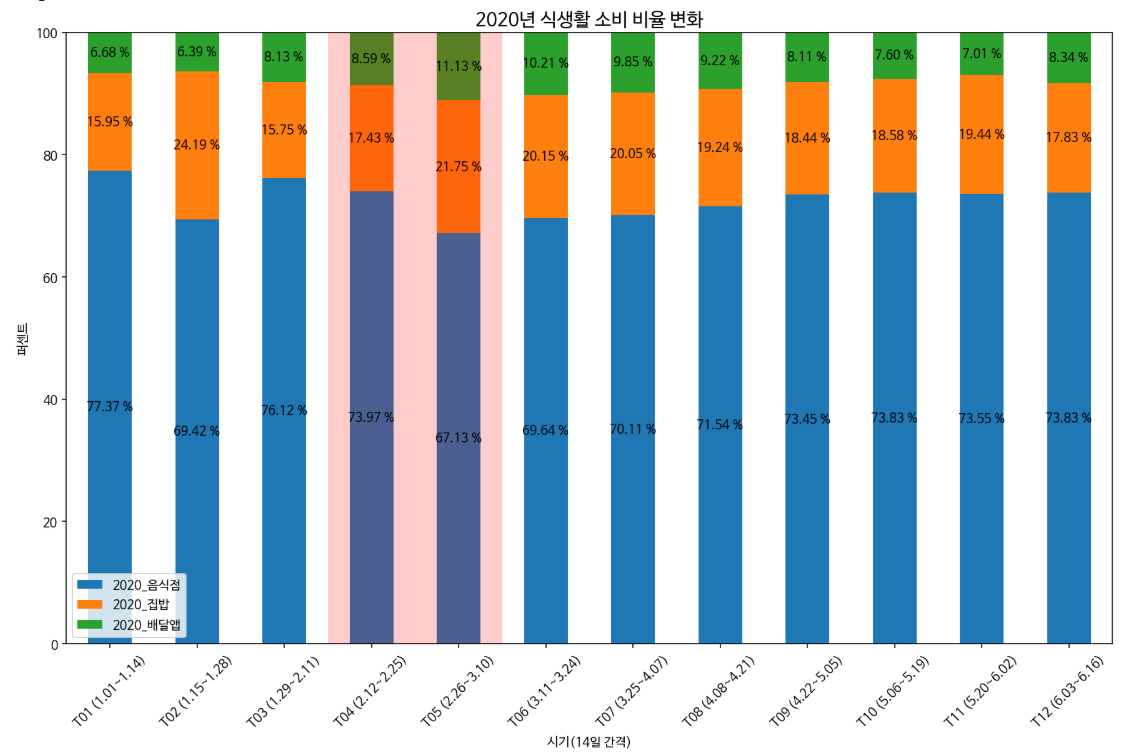 2020년 식생활 소비 비율 변화
100
80
60
40
20
0
퍼센트
6.68 %
6.39 %
8.13 %
8.59 %
11.13 %
10.21 %
9.85 %
9.22 %
8.11 %
7.60 %
7.01 %
8.34 %
15.95 %
24.19 %
15.75 %
17.43 %
21.75 %
20.15 %
20.05 %
19.24 %
18.44 %
18.58 %
19.44 %
17.83 %
77.37 %
69.42 %
76.12 %
73.97 %
67.13 %
69.64 %
70.11 %
71.54 %
73.45 %
73.83 %
73.55 %
73.83 %
2020_음식점
2020_집밥
2020_배달앱
T01 (1.01~1.14)
T02 (1.15~1.28)
T03 (1.29~2.11)
T04 (2.12~2.25)
T05 (2.26~3.10)
T06 (3.11~3.24)
T07 (3.25~4.07)
T08 (4.08~4.21)
T09 (4.22~5.05)
T10 (5.06~5.19)
T11 (5.20~6.02)
T12 (6.03~6.16)
시기(14일 간격)